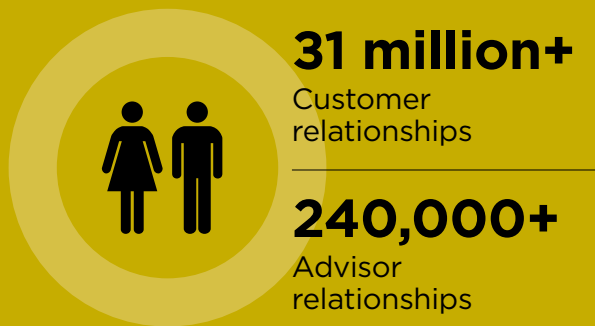 31 million+
Customer
relationships
240,000+
Advisor
relationships